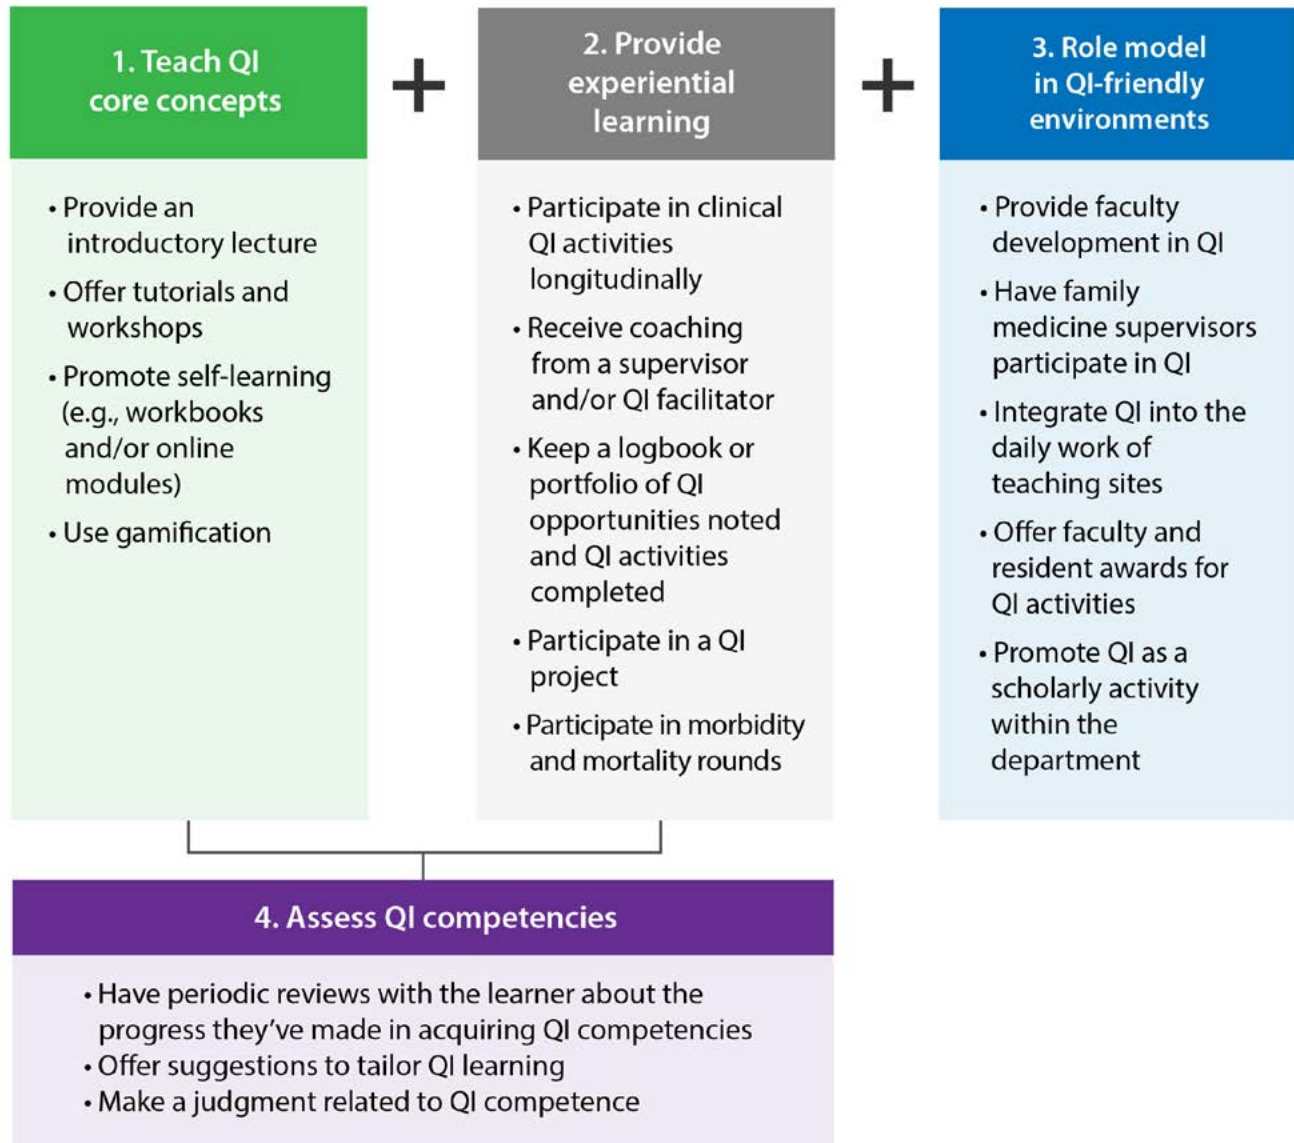 1. Teach QI
core concepts
+
2. Provide
experiential
learning
+
3. Role model
in QI-friendly
environments
• Provide an
introductory lecture
• Offer tutorials and
workshops
• Promote self-learning
(e.g., workbooks
and/or online
modules)
• Use gamification
• Participate in clinical
QI activities
longitudinally
• Receive coaching
from a supervisor
and/or QI facilitator
• Keep a logbook or
portfolio of QI
opportunities noted
and QI activities
completed
• Participate in a QI
project
• Participate in morbidity
and mortality rounds
• Provide faculty
development in QI
• Have family
medicine supervisors
participate in QI
• Integrate QI into the
daily work of
teaching sites
• Offer faculty and
resident awards for
QI activities
• Promote QI as a
scholarly activity
within the
department
4. Assess QI competencies
• Have periodic reviews with the learner about the
progress they’ve made in acquiring QI competencies
• Offer suggestions to tailor QI learning
• Make a judgment related to QI competence